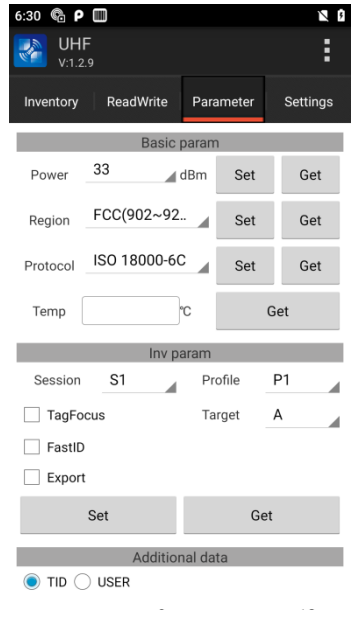 6:30
UHF
V:1.2.9
Inventory ReadWrite Parameter Settings
Basic param
Power 33 dBm Set Get
Region FCC(902~92.. Set Get
Protocol ISO 18000-6C Set Get
Temp ℃ Get
Inv param
Session S1 Profile P1
TagFocus Target A
FastID
Export
Set Get
Additional data
TID USER